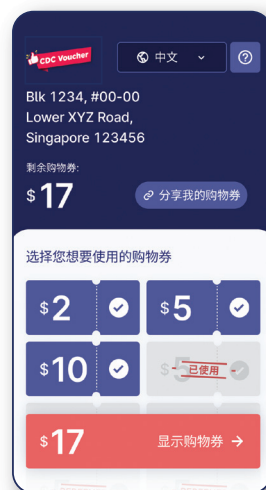 CDC Voucher
中文
?
Blk 1234, #00-00
Lower XYZ Road,
Singapore 123456
剩余购物券:
$17
分享我的购物券
选择您想要使用的购物券
$2
$5
$10
$5 已使用
$17 显示购物券 →